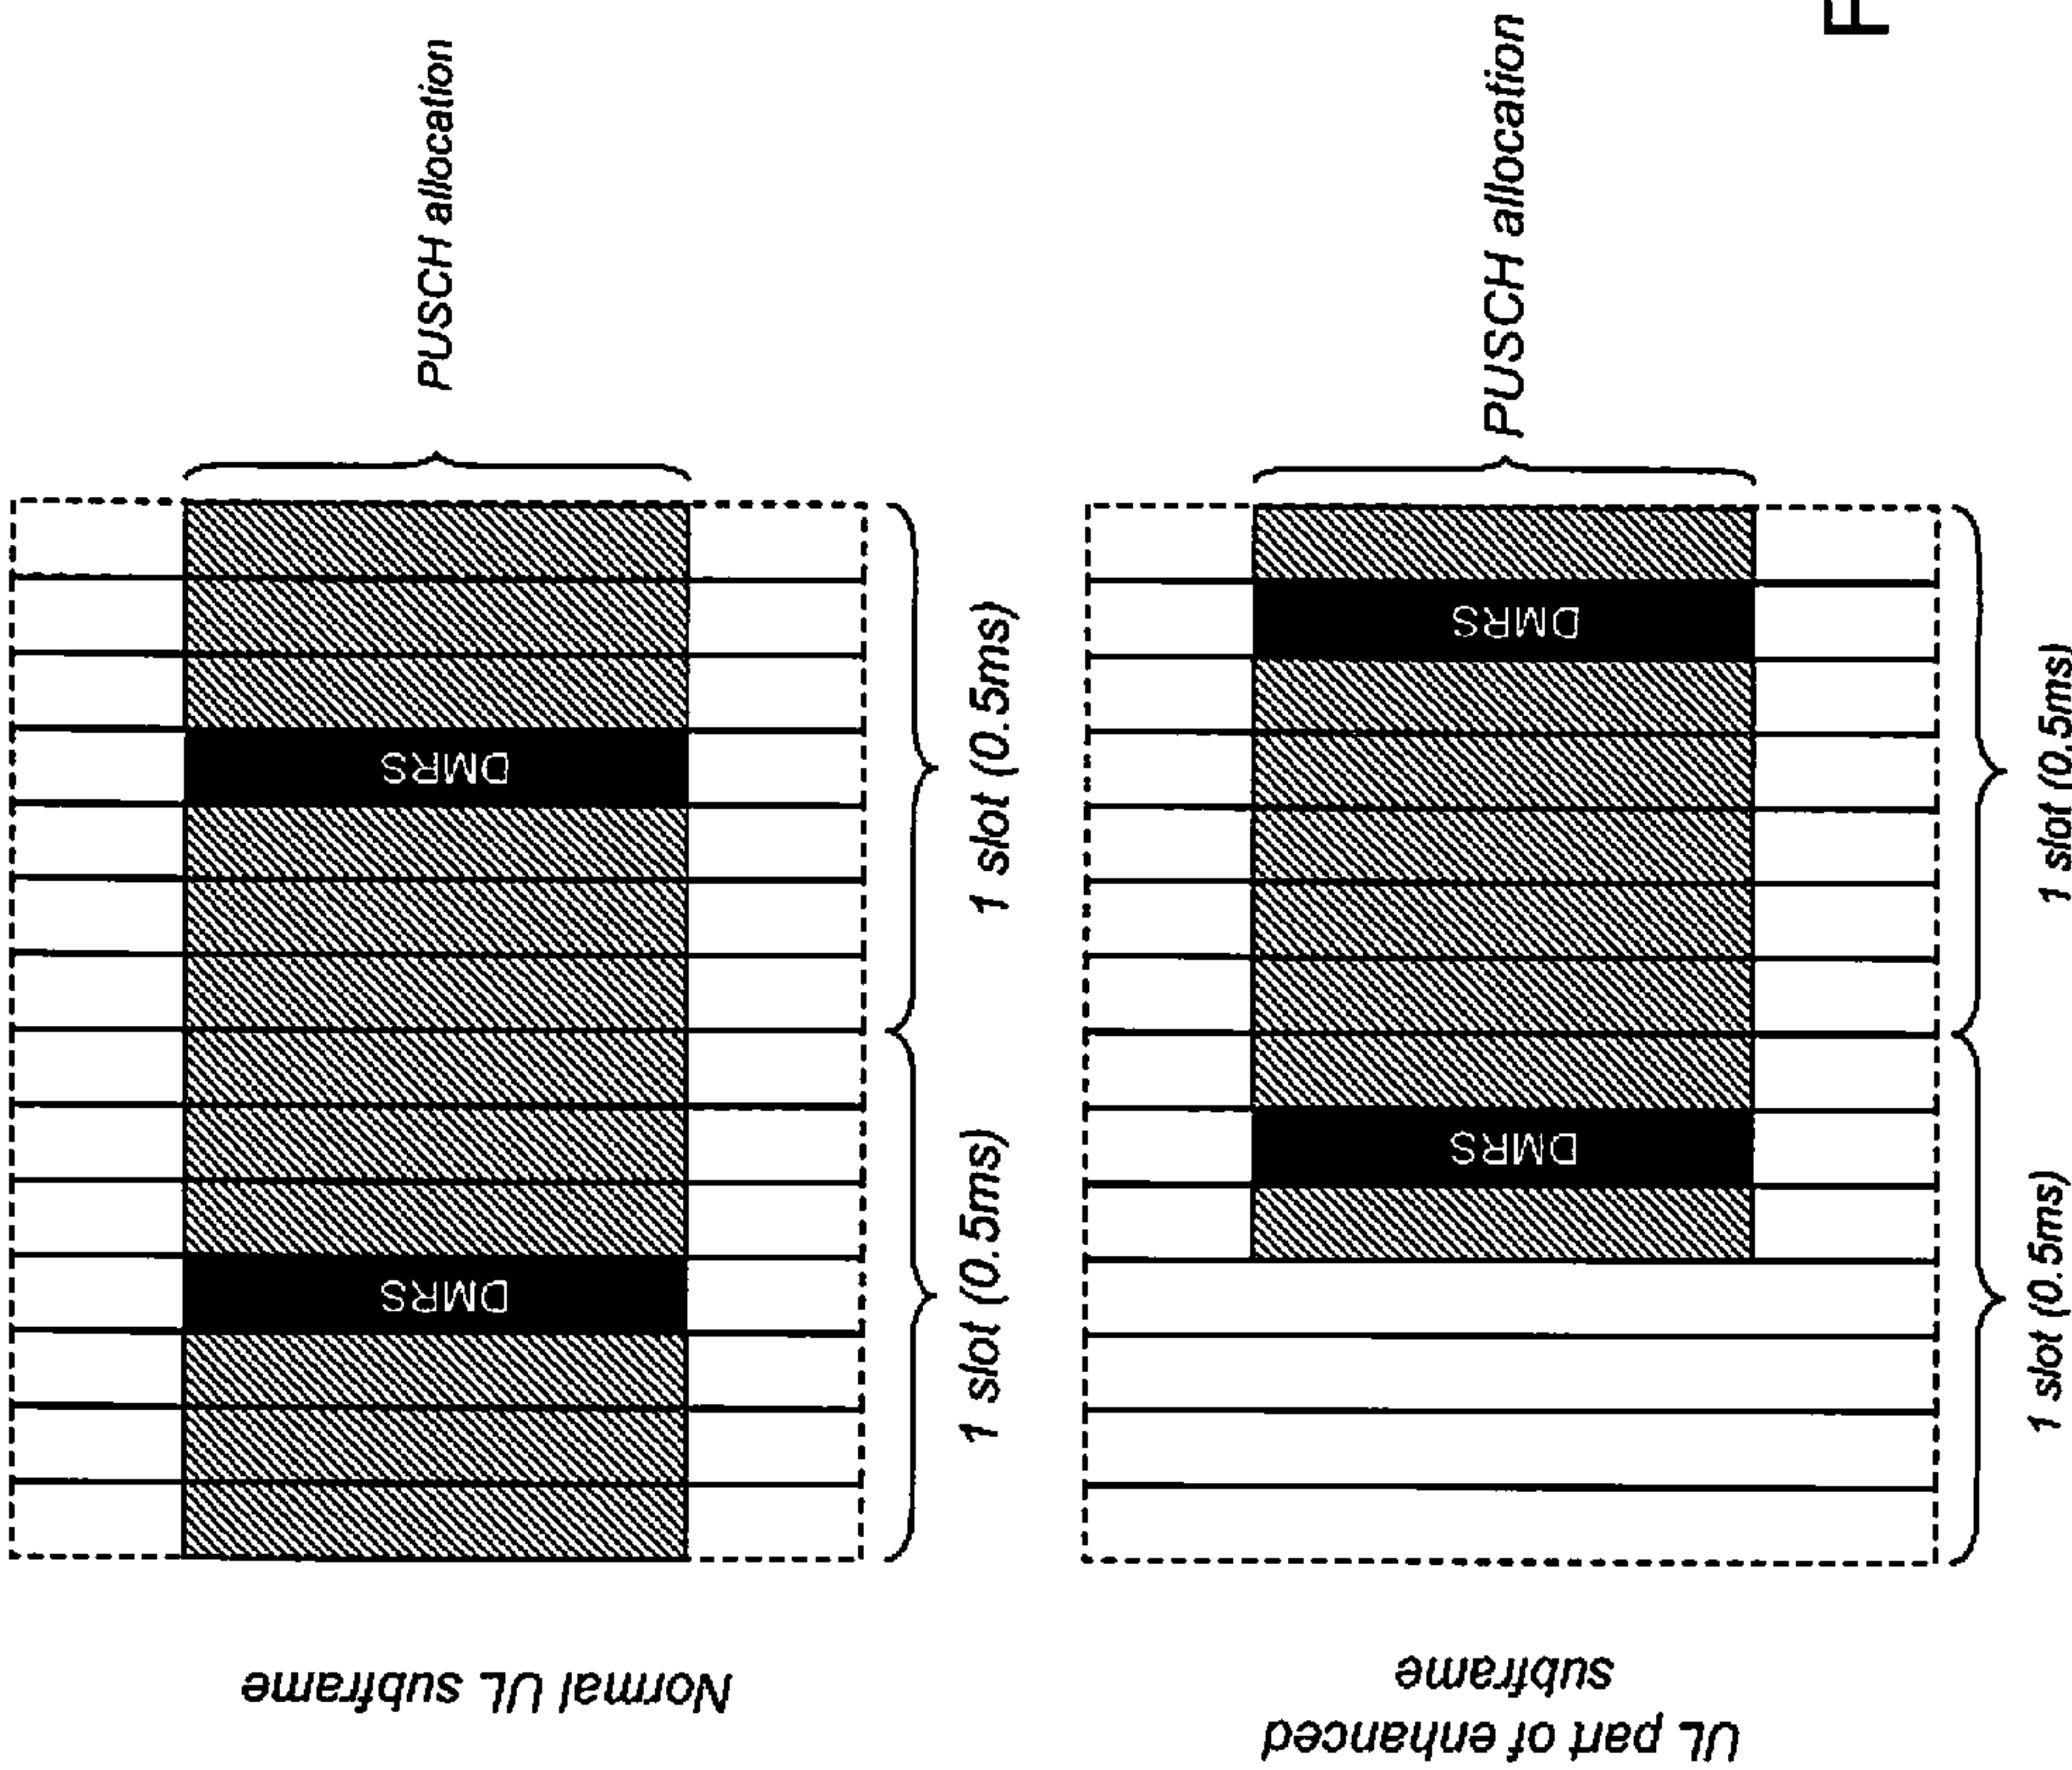 Normal UL subframe
DMRS
DMRS
PUSCH allocation
1 slot (0.5ms)
1 slot (0.5ms)
UL part of enhanced
subframe
DMRS
DMRS
PUSCH allocation
1 slot (0.5ms)
1 slot (0.5ms)
F